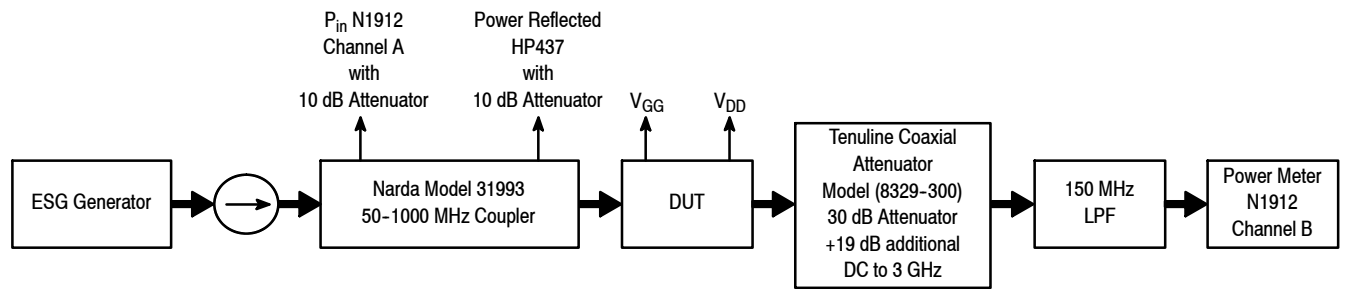 P_in N1912
Channel A
with
10 dB Attenuator
Power Reflected
HP437
with
10 dB Attenuator
V_GG
V_DD
ESG Generator
Narda Model 31993
50-1000 MHz Coupler
DUT
Tenuline Coaxial
Attenuator
Model (8329-300)
30 dB Attenuator
+19 dB additional
DC to 3 GHz
150 MHz
LPF
Power Meter
N1912
Channel B